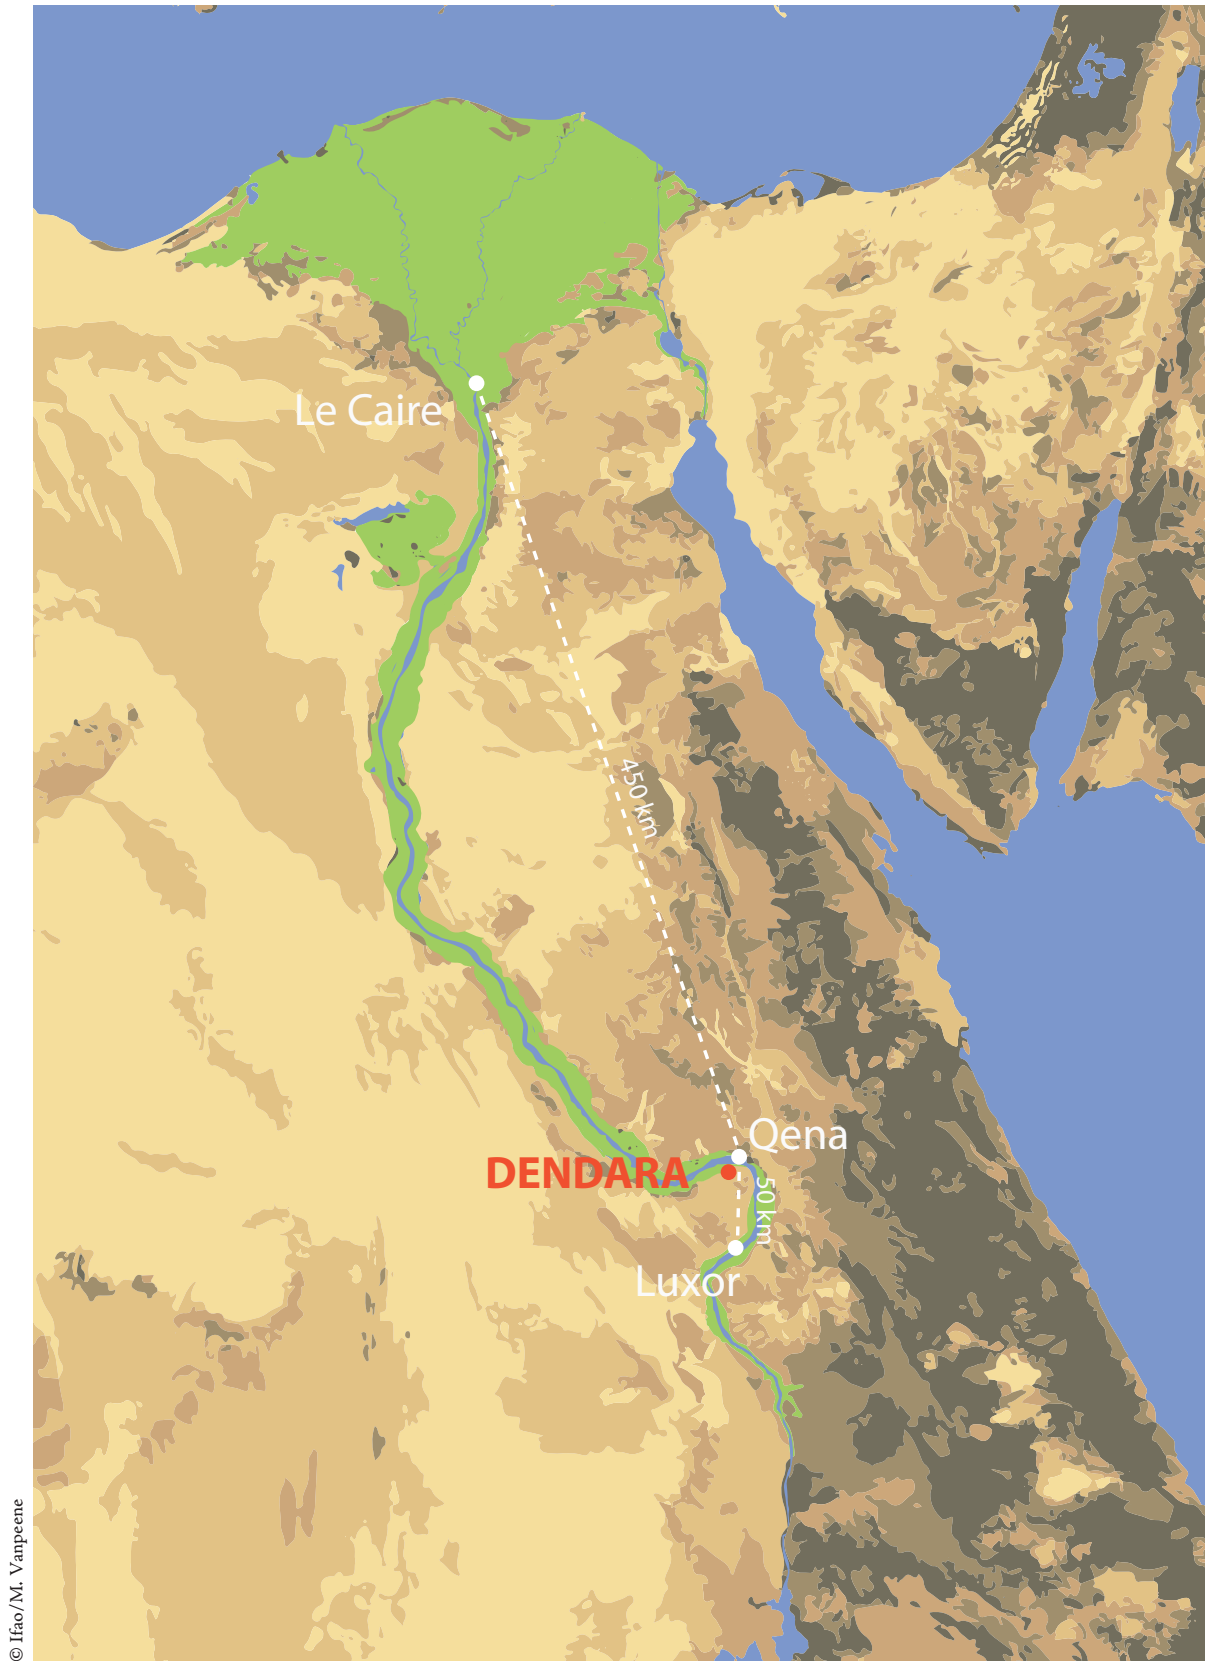 Le Caire
450 km
Qena
DENDARA
50 km
Luxor
© Ifao/M. Vanpeene